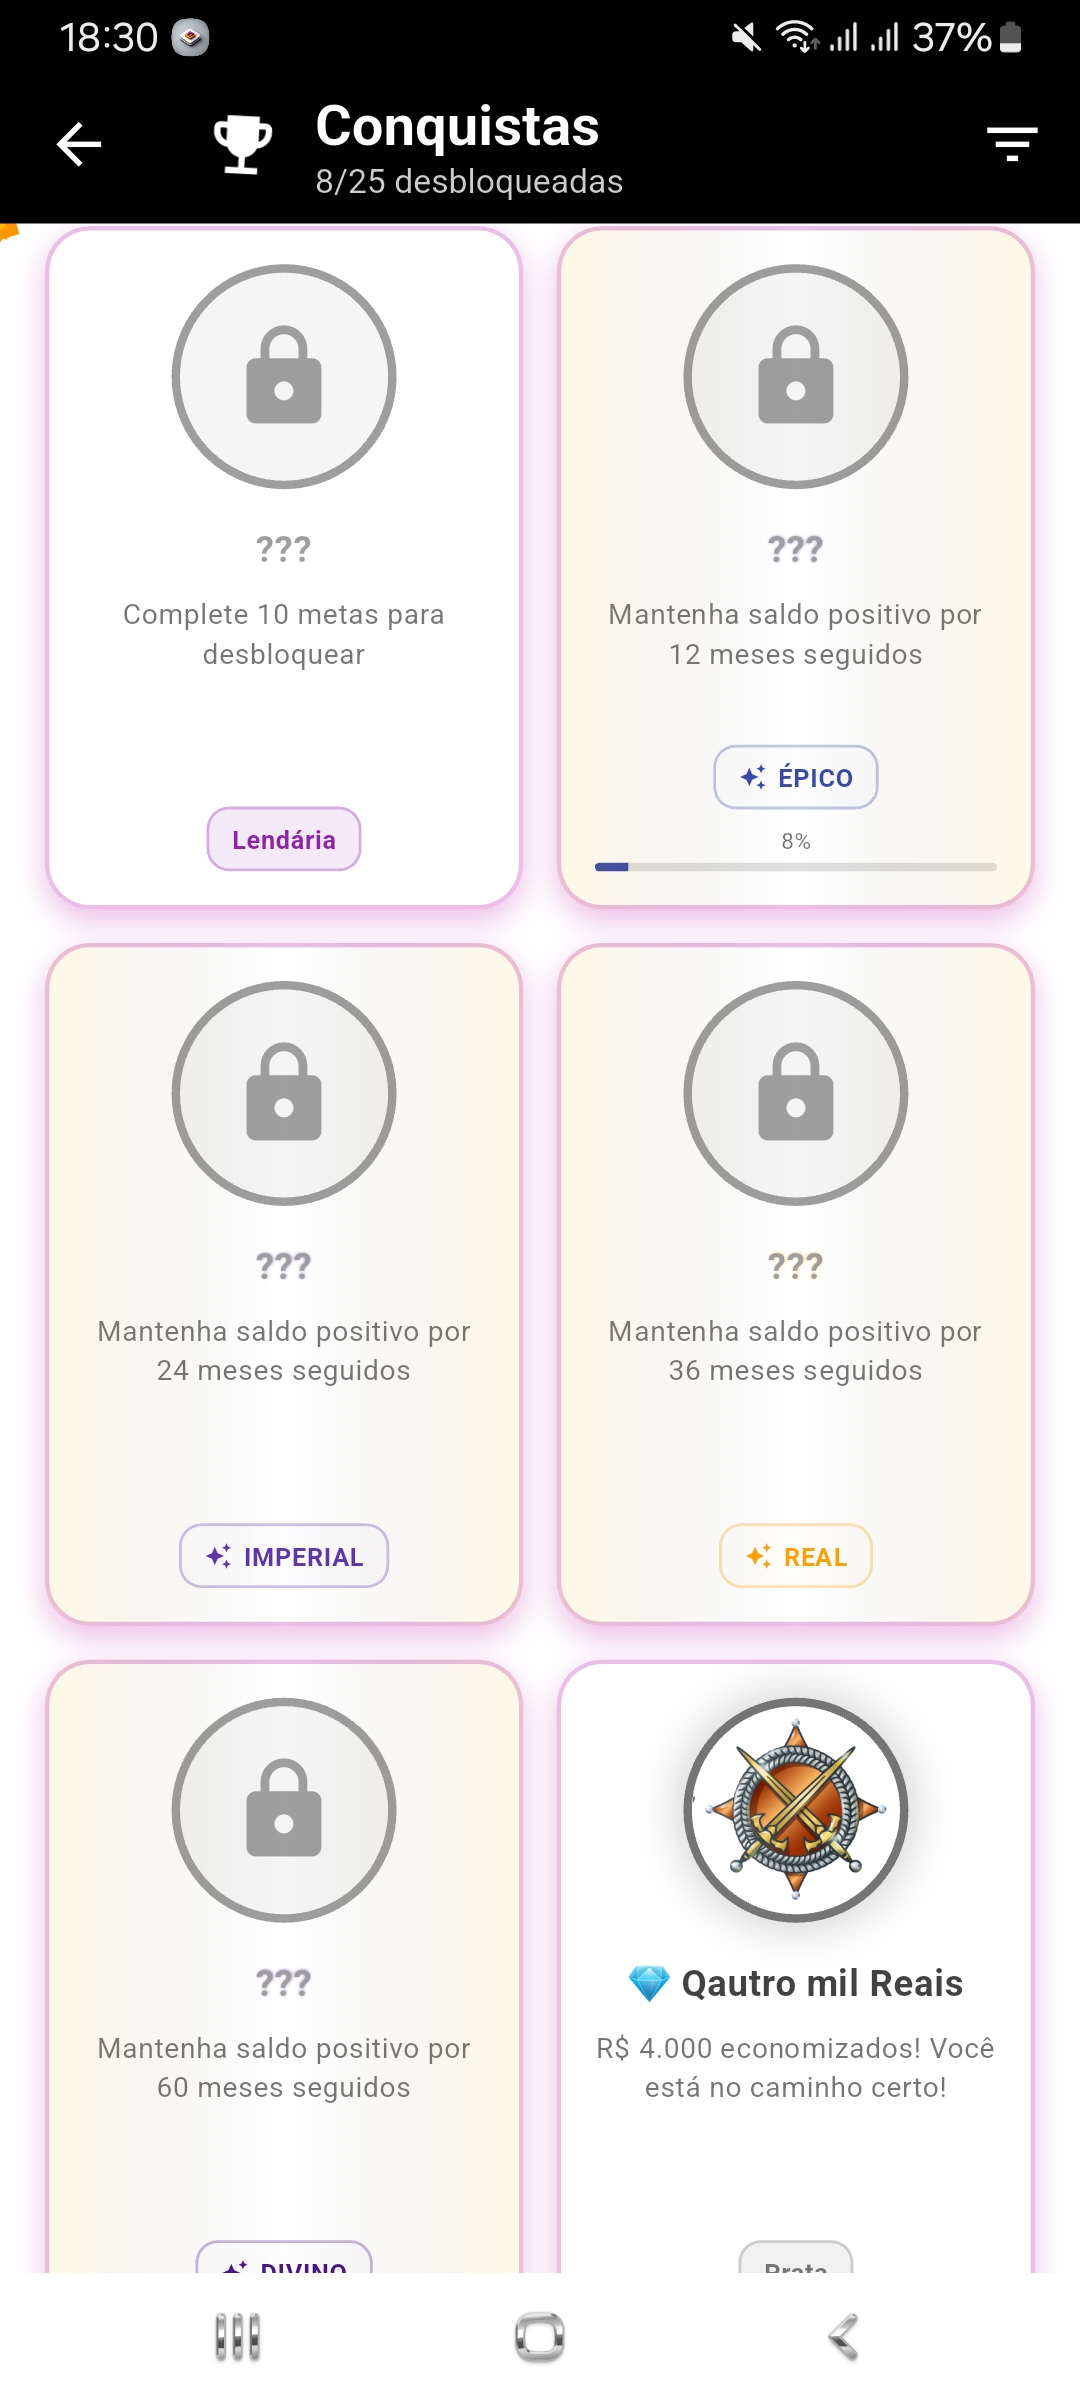 18:30
37%
Conquistas
8/25 desbloqueadas
???
Complete 10 metas para
desbloquear
Lendária
???
Mantenha saldo positivo por
12 meses seguidos
ÉPICO
8%
???
Mantenha saldo positivo por
24 meses seguidos
IMPERIAL
???
Mantenha saldo positivo por
36 meses seguidos
REAL
???
Mantenha saldo positivo por
60 meses seguidos
DIVINO
Qautro mil Reais
R$ 4.000 economizados! Você
está no caminho certo!
Prata